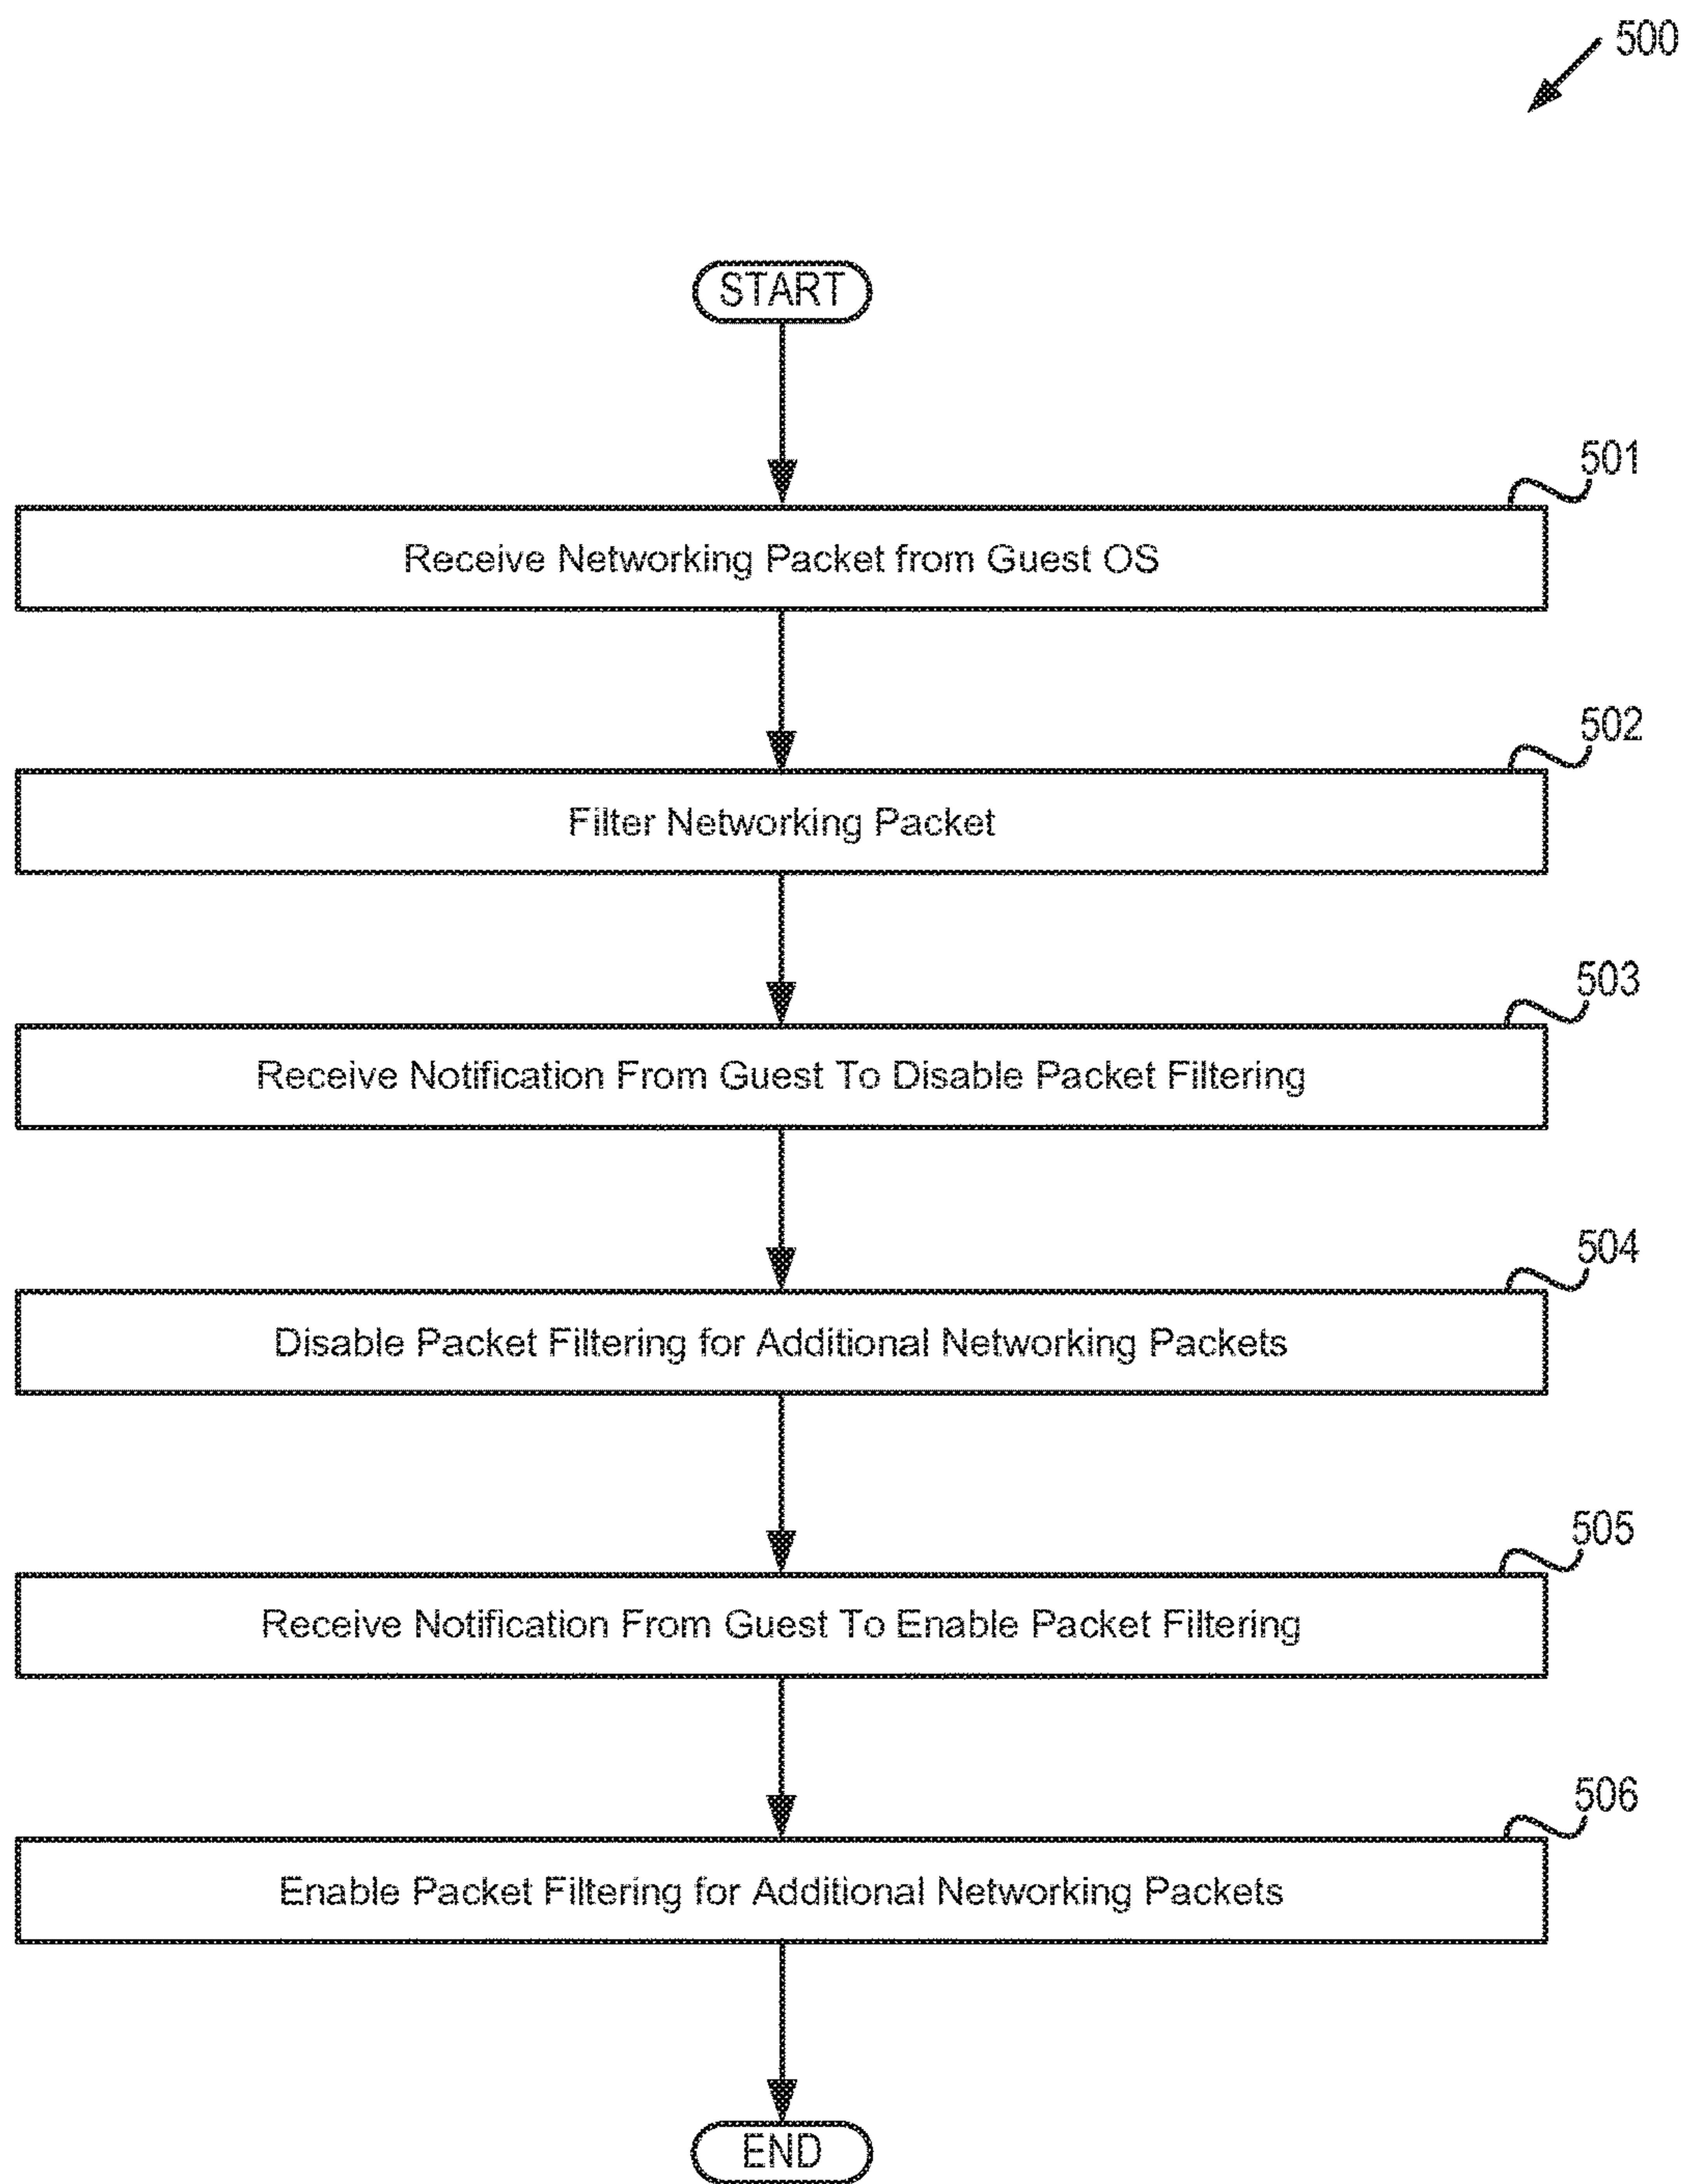 500
START
501
Receive Networking Packet from Guest OS
502
Filter Networking Packet
503
Receive Notification From Guest To Disable Packet Filtering
504
Disable Packet Filtering for Additional Networking Packets
505
Receive Notification From Guest To Enable Packet Filtering
506
Enable Packet Filtering for Additional Networking Packets
END